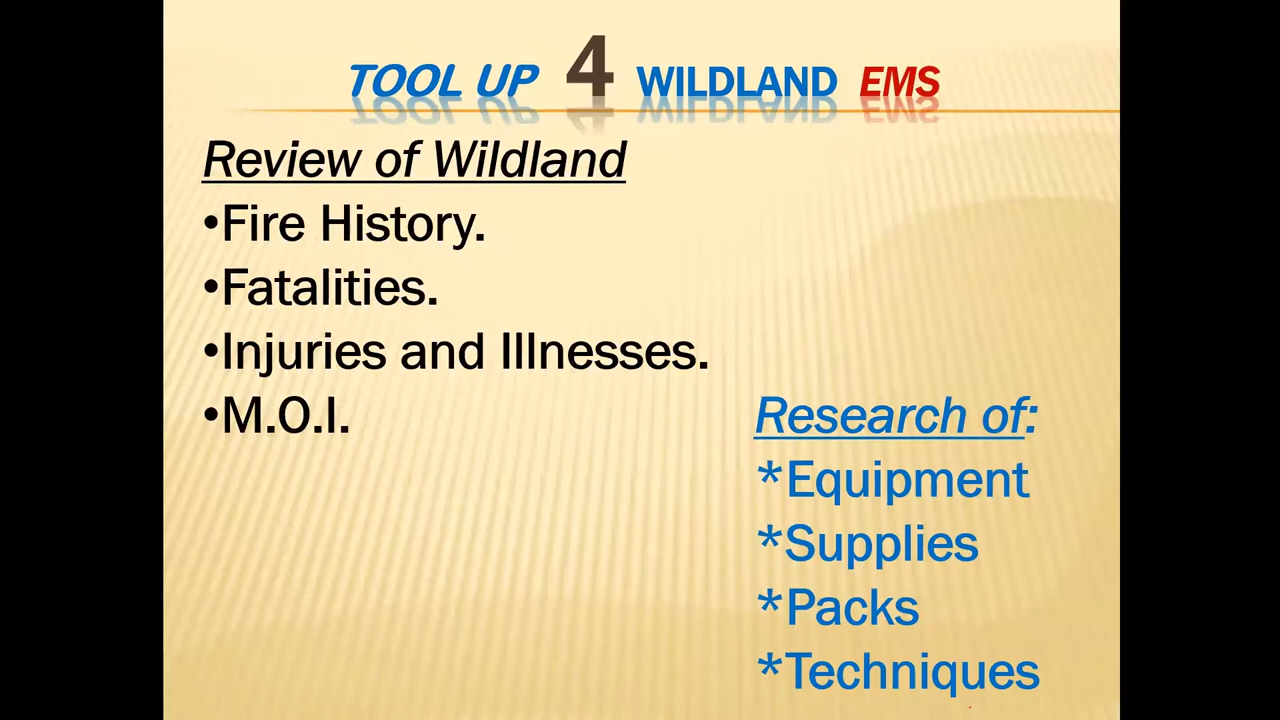 TOOL UP 4 WILDLAND EMS
Review of Wildland
•Fire History.
•Fatalities.
•Injuries and Illnesses.
•M.O.I.
Research of:
*Equipment
*Supplies
*Packs
*Techniques